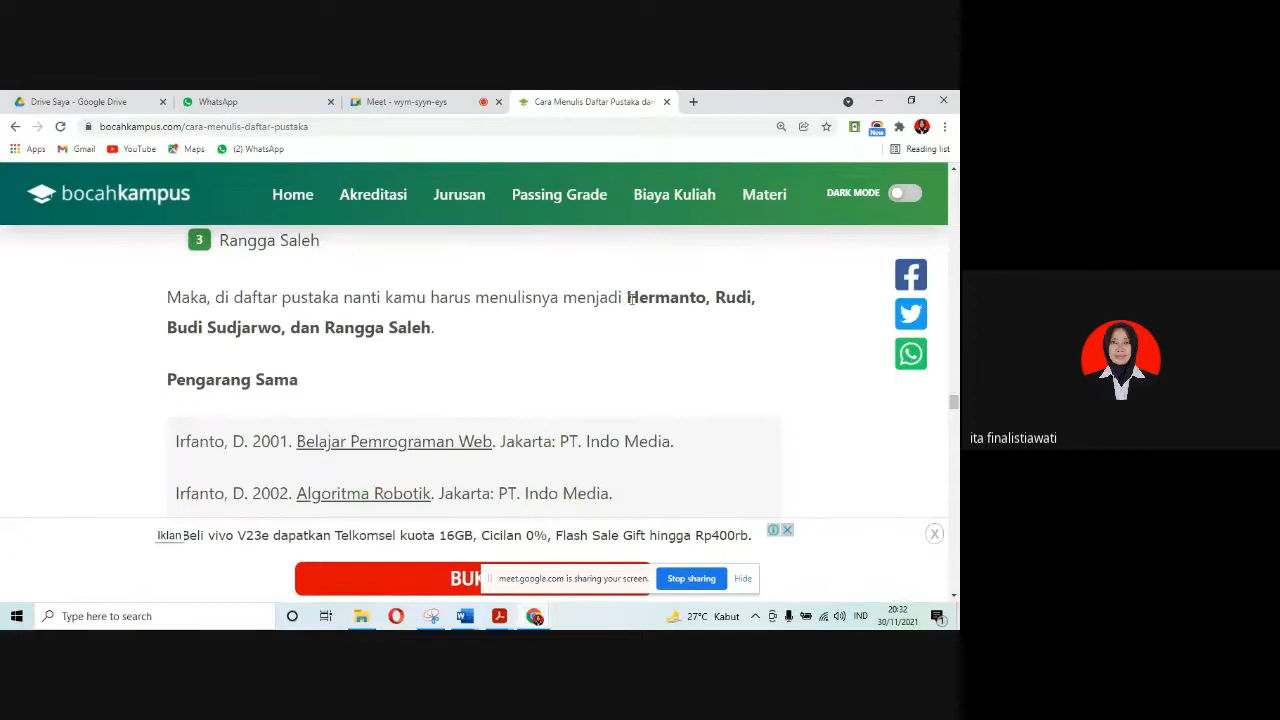 Drive Saya - Google Drive
WhatsApp
Meet - wym-syyn-eys
Cara Menulis Daftar Pustaka dar
bocahkampus.com/cara-menulis-daftar-pustaka
New
Apps
Gmail
YouTube
Maps
(2) WhatsApp
Reading list
bocahkampus
Home
Akreditasi
Jurusan
Passing Grade
Biaya Kuliah
Materi
DARK MODE
3 Rangga Saleh
Maka, di daftar pustaka nanti kamu harus menulisnya menjadi Hermanto, Rudi,
Budi Sudjarwo, dan Rangga Saleh.
Pengarang Sama
Irfanto, D. 2001. Belajar Pemrograman Web. Jakarta: PT. Indo Media.
Irfanto, D. 2002. Algoritma Robotik. Jakarta: PT. Indo Media.
Iklan Beli vivo V23e dapatkan Telkomsel kuota 16GB, Cicilan 0%, Flash Sale Gift hingga Rp400rb.
BUK
meet.google.com is sharing your screen.
Stop sharing
Hide
Type here to search
27°C Kabut
IND
20:32
30/11/2021
ita finalistiawati